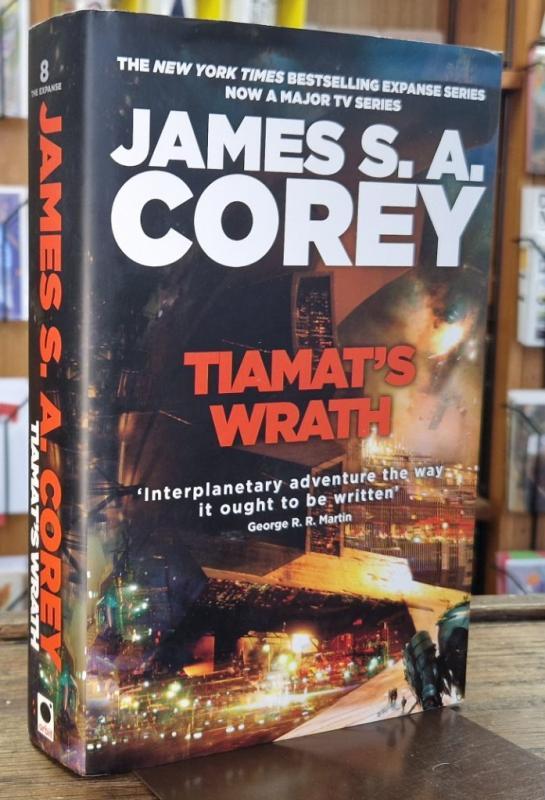 THE NEW YORK TIMES BESTSELLING EXPANSE SERIES
NOW A MAJOR TV SERIES
JAMES S. A.
COREY
TIAMAT'S
WRATH
'Interplanetary adventure the way
it ought to be written'
George R. R. Martin
8
THE EXPANSE
JAMES S. A. COREY
TIAMAT'S WRATH
orbit